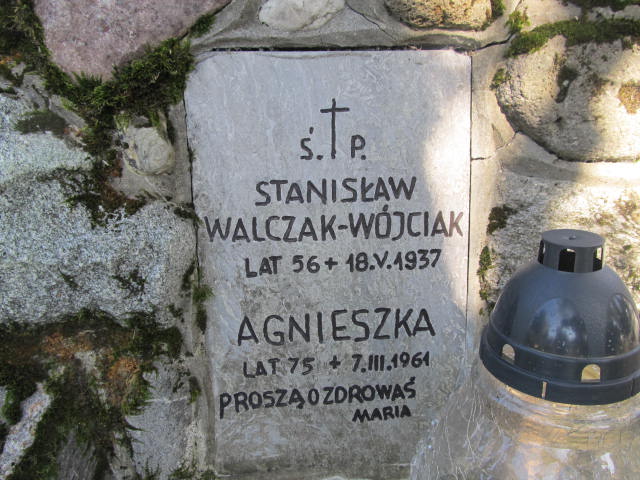 Ś. P.
STANISŁAW
WALCZAK-WÓJCIAK
LAT 56 + 18.V.1937
AGNIESZKA
LAT 75 + 7.III.1961
PROSZĄ O ZDROWAŚ
MARIA